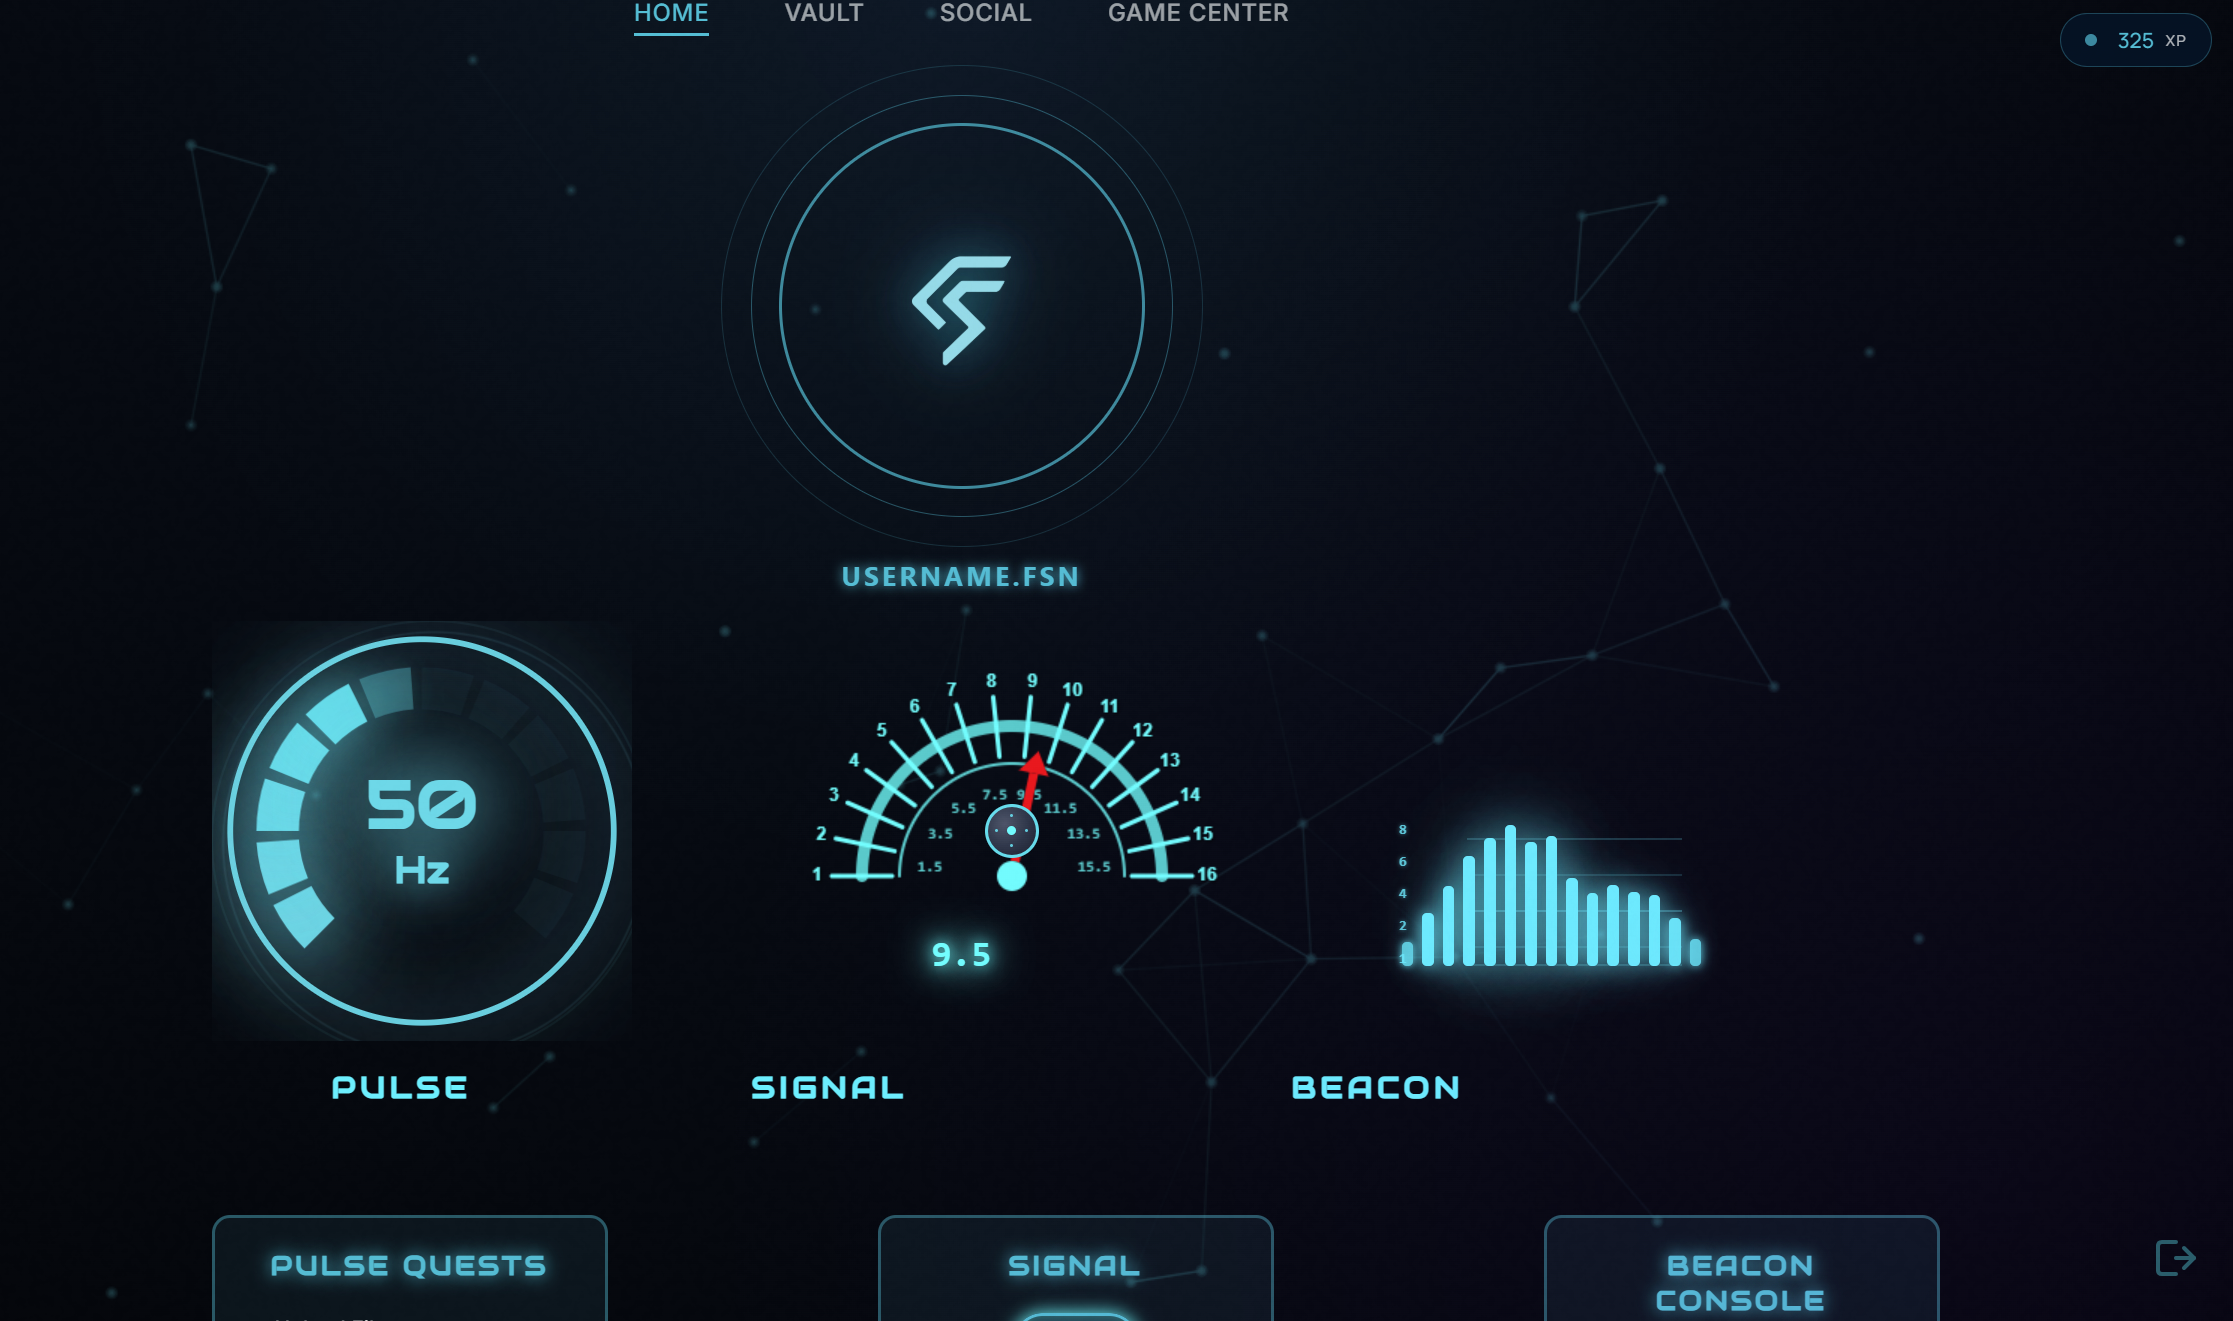 HOME VAULT SOCIAL GAME CENTER
325 XP
USERNAME.FSN
50
Hz
1 2 3 4 5 6 7 8 9 10 11 12 13 14 15 16
1.5 3.5 5.5 7.5 11.5 13.5 15.5
9.5
8
6
4
2
1
PULSE SIGNAL BEACON
PULSE QUESTS
SIGNAL
BEACON
CONSOLE